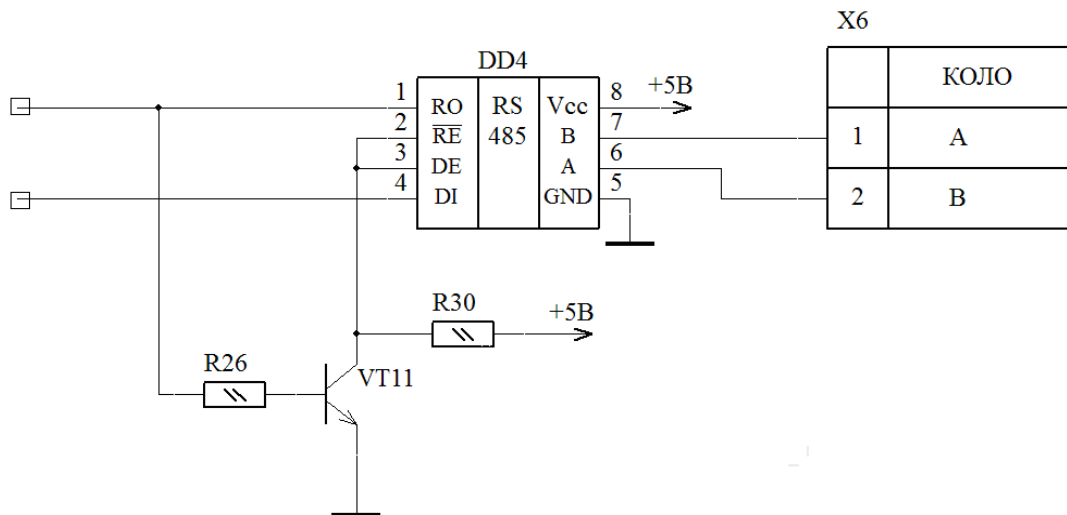 X6
DD4
КОЛО
+5В
1 RO RS Vcc 8
2 RE 485 B 7 1 A
3 DE A 6
4 DI GND 5 2 B
R30 +5В
R26 VT11